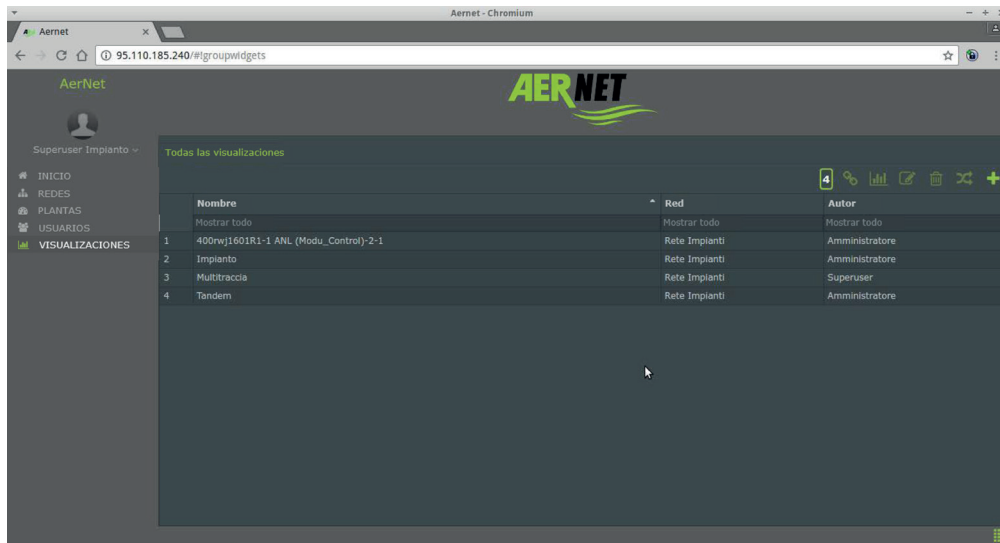 Aernet - Chromium
Aernet
95.110.185.240/#!groupwidgets
AerNet
AERNET
Superuser Impianto
Todas las visualizaciones
INICIO
REDES
PLANTAS
USUARIOS
VISUALIZACIONES
4
Nombre Red Autor
Mostrar todo Mostrar todo Mostrar todo
1 400rwj1601R1-1 ANL (Modu_Control)-2-1 Rete Impianti Amministratore
2 Impianto Rete Impianti Amministratore
3 Multitraccia Rete Impianti Superuser
4 Tandem Rete Impianti Amministratore